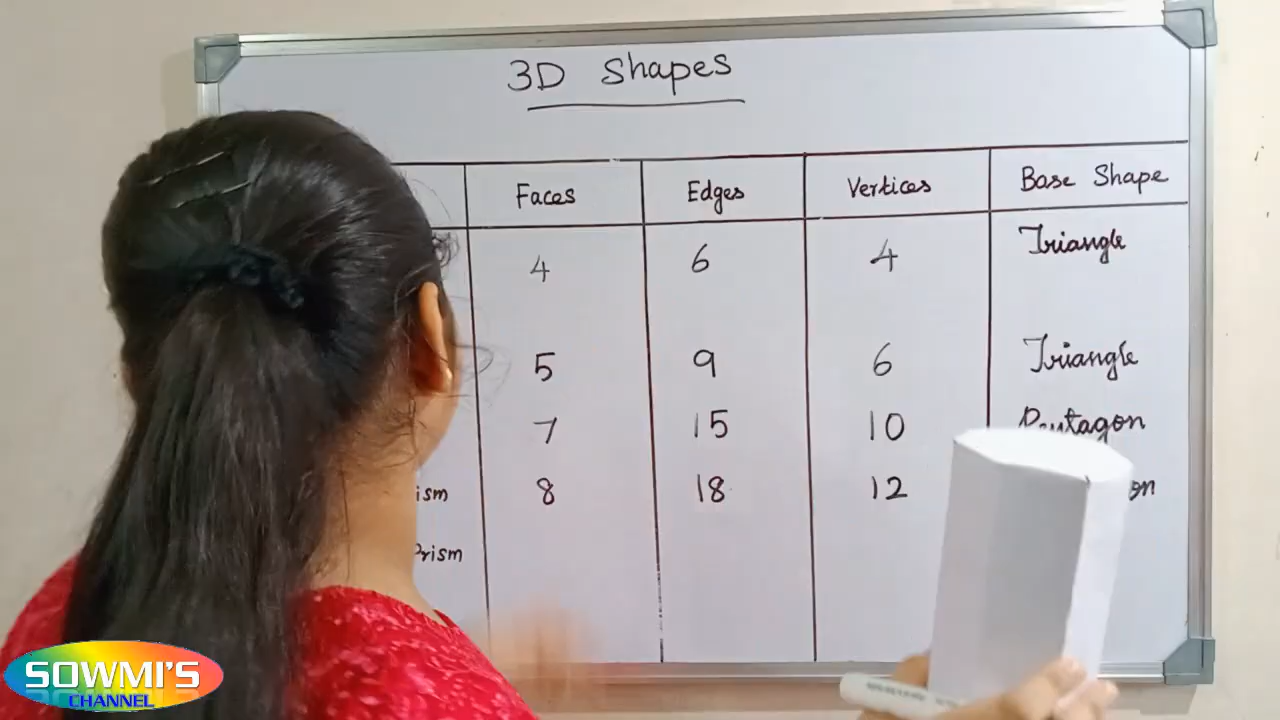 3D Shapes
Faces Edges Vertices Base Shape
4 6 4 Triangle
5 9 6 Triangle
7 15 10 Pentagon
8 18 12
Prism
SOWMI'S
CHANNEL